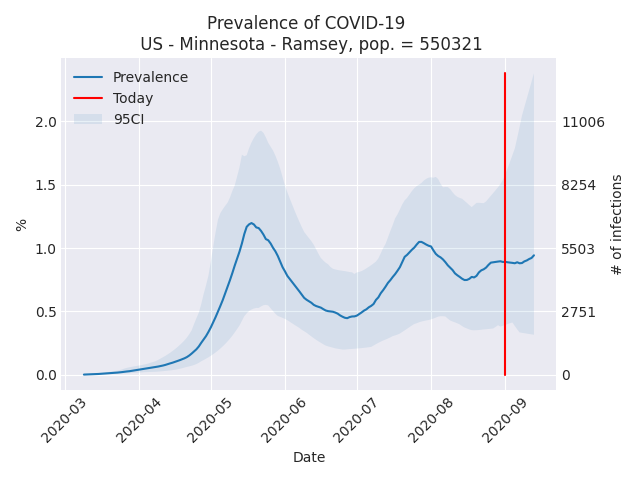 Prevalence of COVID-19
US - Minnesota - Ramsey, pop. = 550321
Prevalence
Today
95CI
2.0
1.5
1.0
0.5
0.0
%
11006
8254
5503
2751
0
# of infections
2020-03
2020-04
2020-05
2020-06
2020-07
2020-08
2020-09
Date